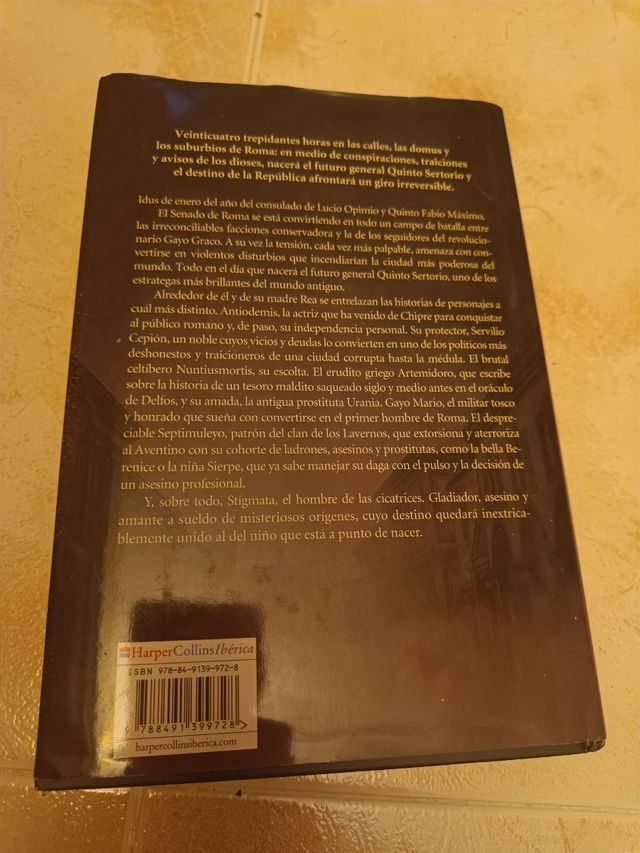 Veinticuatro trepidantes horas en las calles, las domus y
los suburbios de Roma: en medio de conspiraciones, traiciones
y avisos de los dioses, nacerá el futuro general Quinto Sertorio y
el destino de la República afrontará un giro irreversible.
Idus de enero del año del consulado de Lucio Opimio y Quinto Fabio Máximo.
El Senado de Roma se está convirtiendo en todo un campo de batalla entre
las irreconciliables facciones conservadora y la de los seguidores del revolucio-
nario Gayo Graco. A su vez la tensión, cada vez más palpable, amenaza con con-
vertirse en violentos disturbios que incendiarían la ciudad más poderosa del
mundo. Todo en el día que nacerá el futuro general Quinto Sertorio, uno de los
estrategas más brillantes del mundo antiguo.
Alrededor de él y de su madre Rea se entrelazan las historias de personajes a
cuál más distinto. Antiodemis, la actriz que ha venido de Chipre para conquistar
al público romano y, de paso, su independencia personal. Su protector, Servilio
Cepión, un noble cuyos vicios y deudas lo convierten en uno de los políticos más
deshonestos y traicioneros de una ciudad corrupta hasta la médula. El brutal
celtíbero Nuntiusmortis, su escolta. El erudito griego Artemidoro, que escribe
sobre la historia de un tesoro maldito saqueado siglo y medio antes en el oráculo
de Delfos, y su amada, la antigua prostituta Urania. Gayo Mario, el militar tosco
y honrado que sueña con convertirse en el primer hombre de Roma. El despre-
ciable Septimuleyo, patrón del clan de los Lavernos, que extorsiona y aterroriza
al Aventino con su cohorte de ladrones, asesinos y prostitutas, como la bella Be-
renice o la niña Sierpe, que ya sabe manejar su daga con el pulso y la decisión de
un asesino profesional.
Y, sobre todo, Stígmata, el hombre de las cicatrices. Gladiador, asesino y
amante a sueldo de misteriosos orígenes, cuyo destino quedará inextrica-
blemente unido al del niño que está a punto de nacer.
HarperCollinsIbérica
ISBN 978-84-9139-972-8
9 788491 399728 >
harpercollinsiberica.com